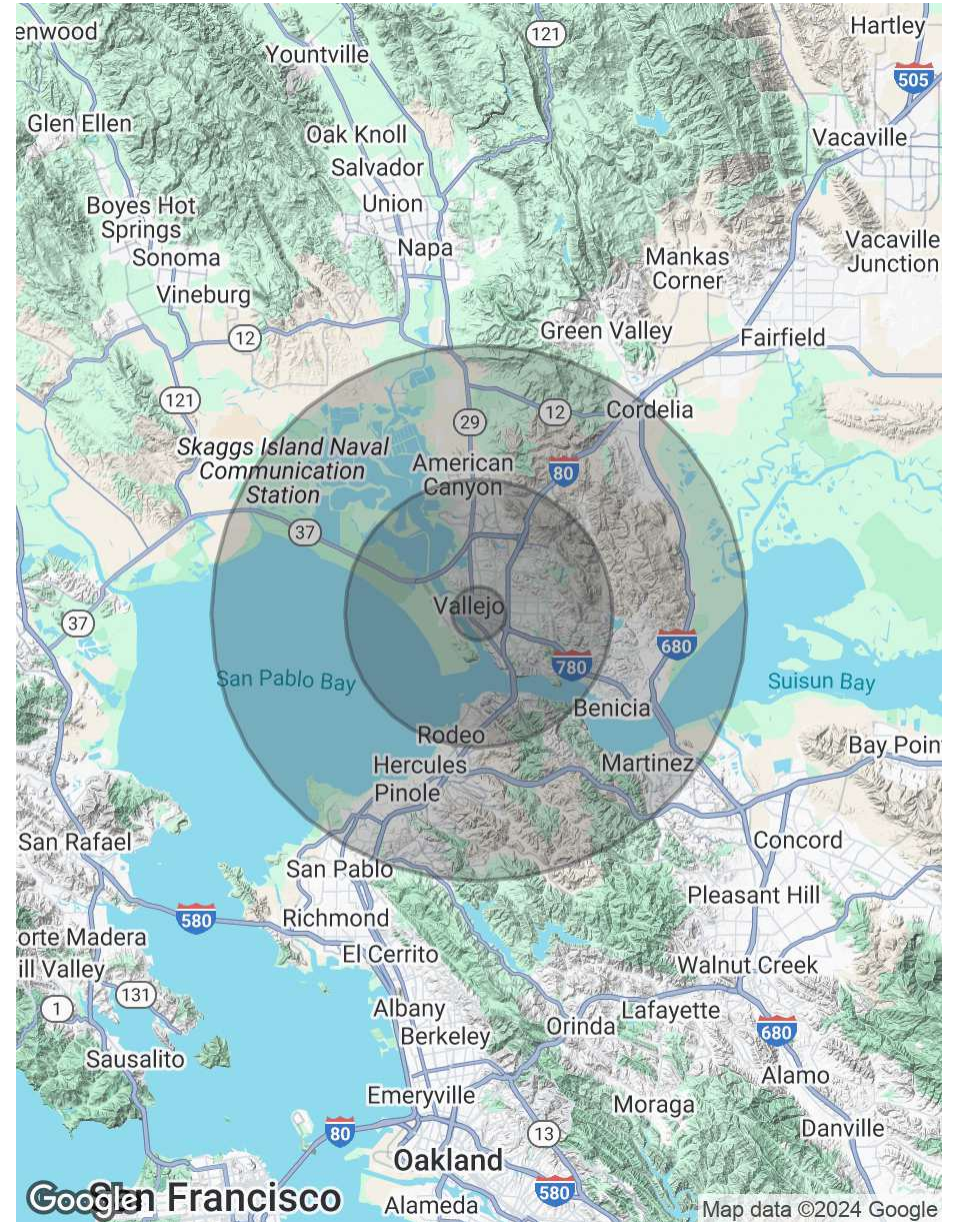 enwood
121
Hartley
Yountville
505
Glen Ellen
Oak Knoll
Vacaville
Salvador
Boyes Hot
Springs
Union
Sonoma
Napa
Vacaville
Junction
Mankas
Corner
Vineburg
12
Green Valley
Fairfield
121
29
12
Cordelia
Skaggs Island Naval
Communication
Station
American
Canyon
80
37
Vallejo
37
680
780
San Pablo Bay
Suisun Bay
Benicia
Rodeo
Bay Poin
Hercules
Martinez
Pinole
San Rafael
Concord
San Pablo
Pleasant Hill
580
Richmond
orte Madera
El Cerrito
ill Valley
Walnut Creek
131
1
Albany
Lafayette
Berkeley
Orinda
680
Sausalito
Alamo
Emeryville
Moraga
80
13
Danville
Oakland
580
Google
San Francisco
Alameda
Map data ©2024 Google